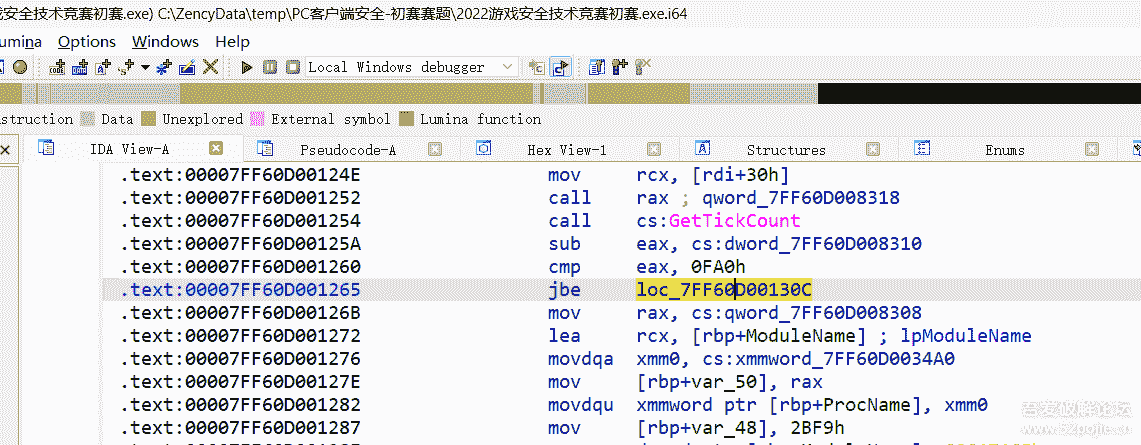 戏安全技术竞赛初赛.exe) C:\ZencyData\temp\PC客户端安全-初赛赛题\2022游戏安全技术竞赛初赛.exe.i64
umina Options Windows Help
Local Windows debugger
struction Data Unexplored External symbol Lumina function
IDA View-A Pseudocode-A Hex View-1 Structures Enums
.text:00007FF60D00124E mov rcx, [rdi+30h]
.text:00007FF60D001252 call rax ; qword_7FF60D008318
.text:00007FF60D001254 call cs:GetTickCount
.text:00007FF60D00125A sub eax, cs:dword_7FF60D008310
.text:00007FF60D001260 cmp eax, 0FA0h
.text:00007FF60D001265 jbe loc_7FF60D00130C
.text:00007FF60D00126B mov rax, cs:qword_7FF60D008308
.text:00007FF60D001272 lea rcx, [rbp+ModuleName] ; lpModuleName
.text:00007FF60D001276 movdqa xmm0, cs:xmmword_7FF60D0034A0
.text:00007FF60D00127E mov [rbp+var_50], rax
.text:00007FF60D001282 movdqu xmmword ptr [rbp+ProcName], xmm0
.text:00007FF60D001287 mov [rbp+var_48], 2BF9h
吾爱破解论坛
www.52pojie.cn